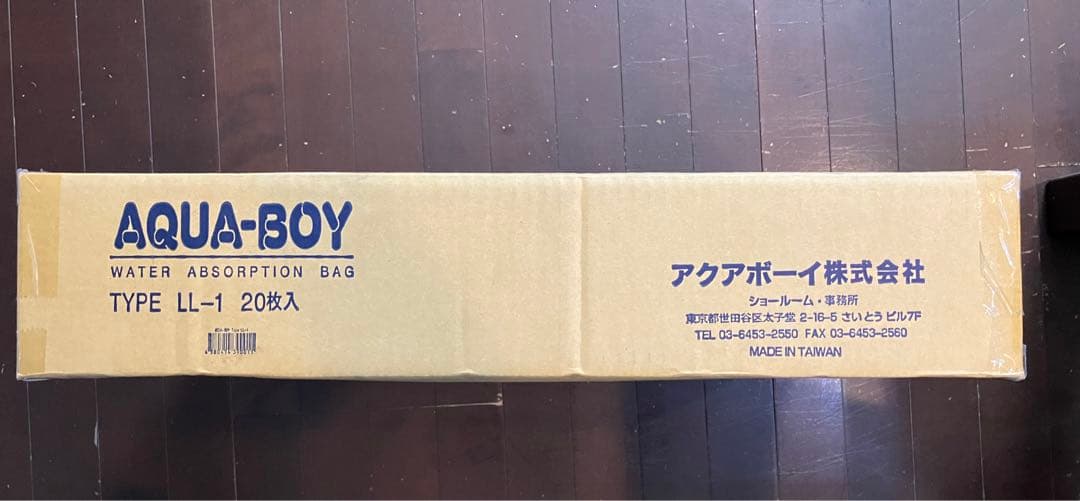 AQUA-BOY
WATER ABSORPTION BAG
TYPE LL-1 20枚入
アクアボーイ株式会社
ショールーム・事務所
東京都世田谷区太子堂 2-16-5 さいとうビル7F
TEL 03-6453-2550 FAX 03-6453-2560
MADE IN TAIWAN